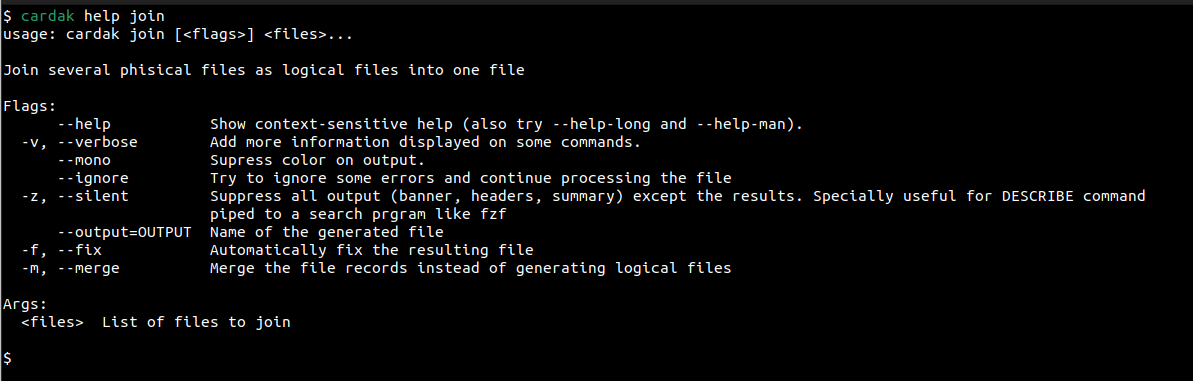 $ cardak help join
usage: cardak join [<flags>] <files>...
Join several phisical files as logical files into one file
Flags:
--help Show context-sensitive help (also try --help-long and --help-man).
-v, --verbose Add more information displayed on some commands.
--mono Supress color on output.
--ignore Try to ignore some errors and continue processing the file
-z, --silent Suppress all output (banner, headers, summary) except the results. Specially useful for DESCRIBE command
piped to a search prgram like fzf
--output=OUTPUT Name of the generated file
-f, --fix Automatically fix the resulting file
-m, --merge Merge the file records instead of generating logical files
Args:
<files> List of files to join
$